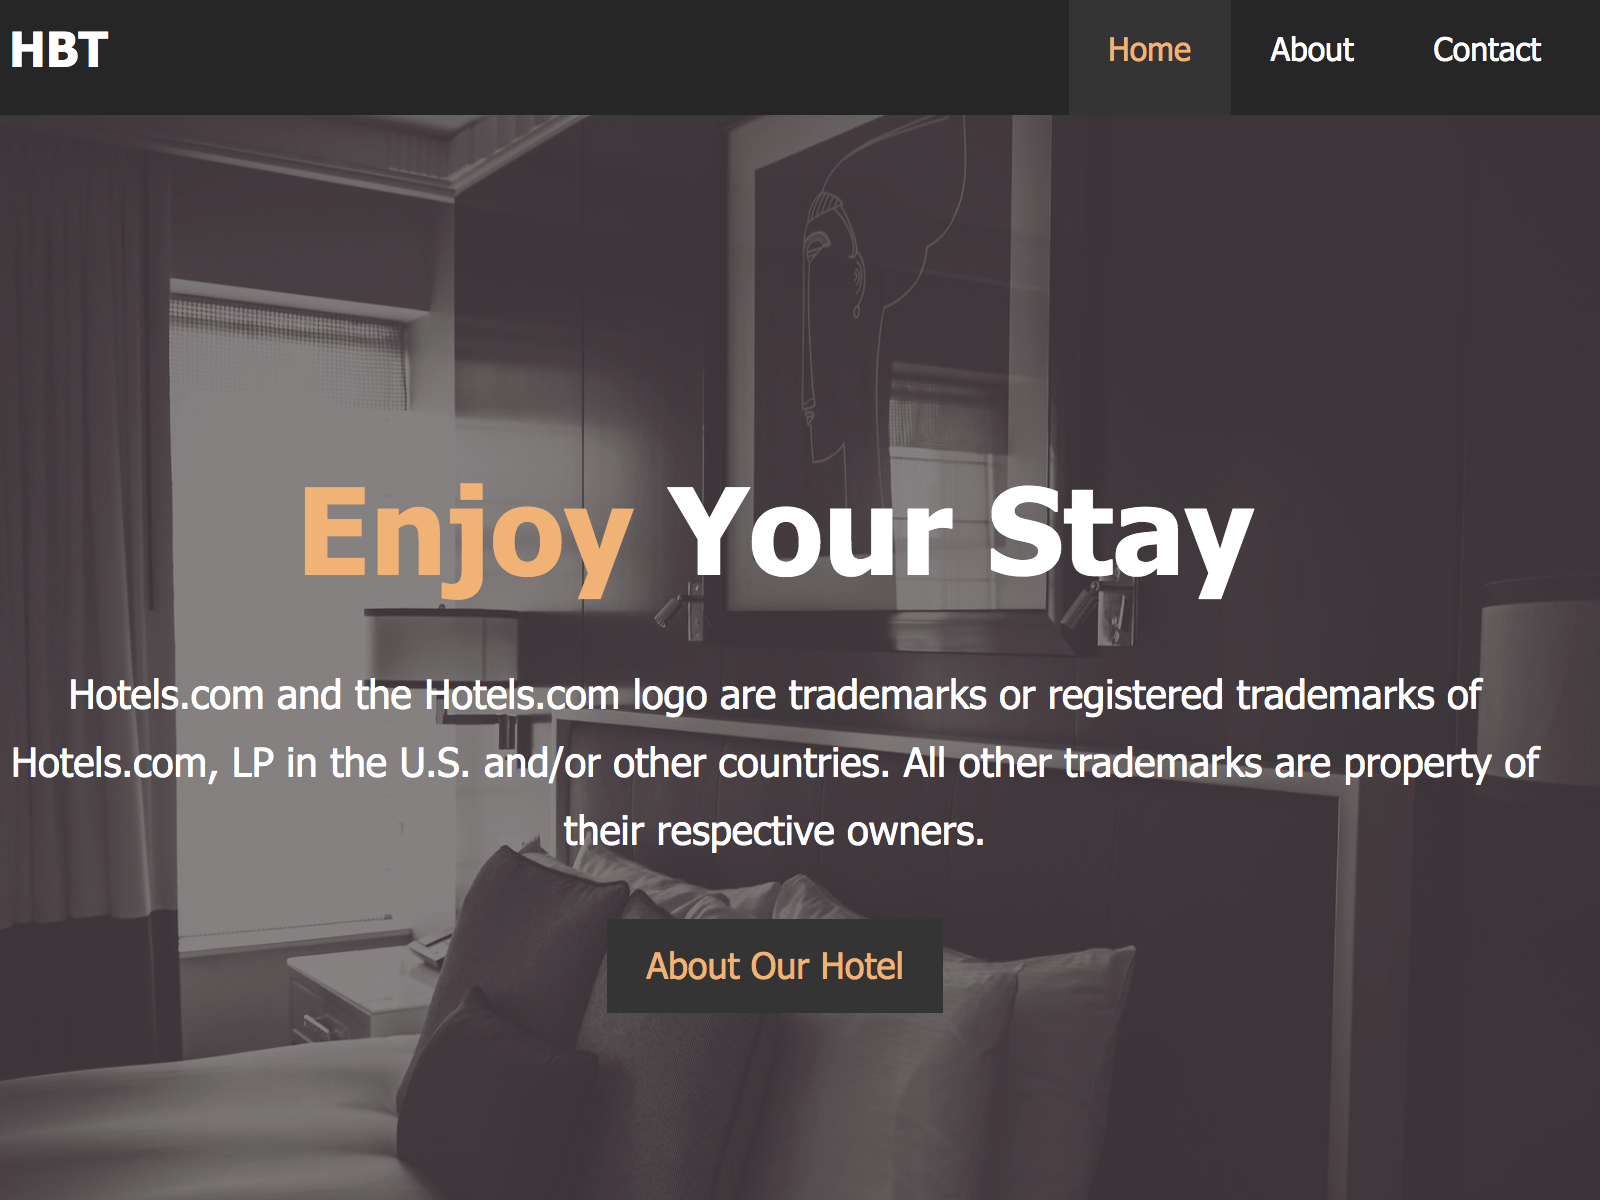 HBT
Home
About
Contact
Enjoy Your Stay
Hotels.com and the Hotels.com logo are trademarks or registered trademarks of
Hotels.com, LP in the U.S. and/or other countries. All other trademarks are property of
their respective owners.
About Our Hotel